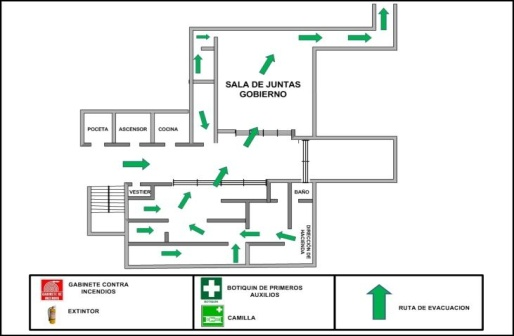 SALA DE JUNTAS
GOBIERNO
POCETA
ASCENSOR
COCINA
VESTIER
BAÑO
DIRECCION DE
HACIENDA
GABINETE CONTRA
INCENDIOS
EXTINTOR
BOTIQUIN
BOTIQUIN DE PRIMEROS
AUXILIOS
CAMILLA
RUTA DE EVACUACION